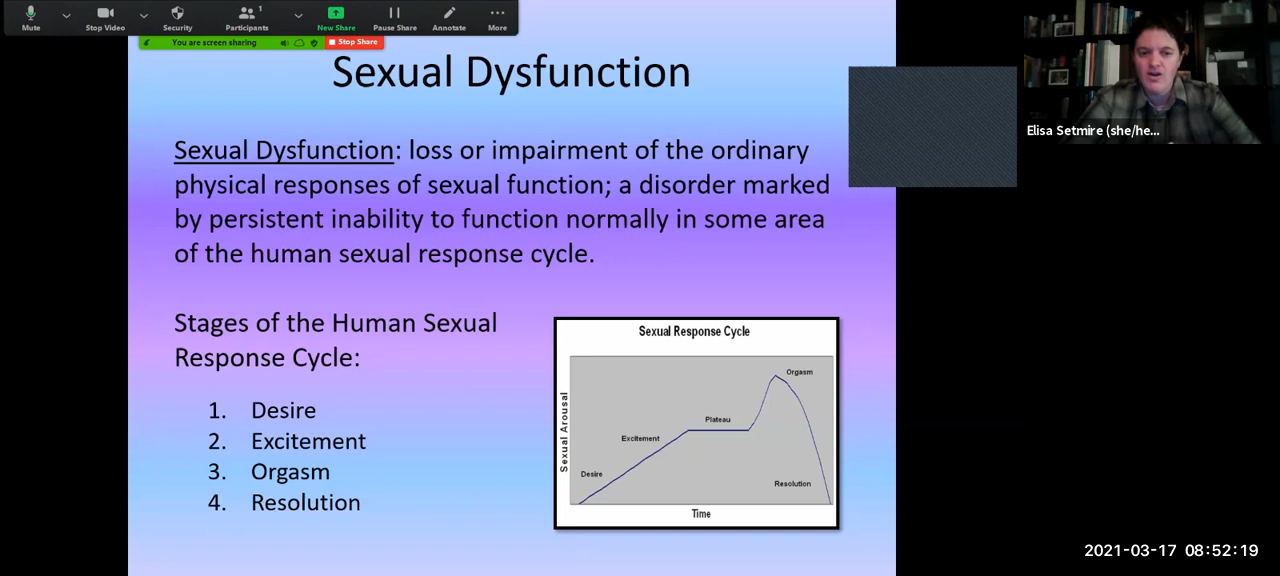 Mute
Stop Video
Security
Participants
1
New Share
Pause Share
Annotate
More
You are screen sharing
Stop Share
Sexual Dysfunction
Sexual Dysfunction: loss or impairment of the ordinary
physical responses of sexual function; a disorder marked
by persistent inability to function normally in some area
of the human sexual response cycle.
Stages of the Human Sexual
Response Cycle:
1. Desire
2. Excitement
3. Orgasm
4. Resolution
Sexual Response Cycle
Sexual Arousal
Desire
Excitement
Plateau
Orgasm
Resolution
Time
Elisa Setmire (she/he...
2021-03-17 08:52:19